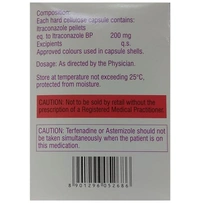 Composition:
Each hard cellulose capsule contains:
Itraconazole pellets
eq. to Itraconazole BP 200 mg
Excipients q.s.
Approved colours used in capsule shells.
Dosage: As directed by the Physician.
Store at temperature not exceeding 25°C,
protected from moisture.
CAUTION: Not to be sold by retail without
the prescription of a Registered Medical Practitioner.
CAUTION: Terfenadine or Astemizole should not
be taken simultaneously when the patient is on
this medication.
8901296052686